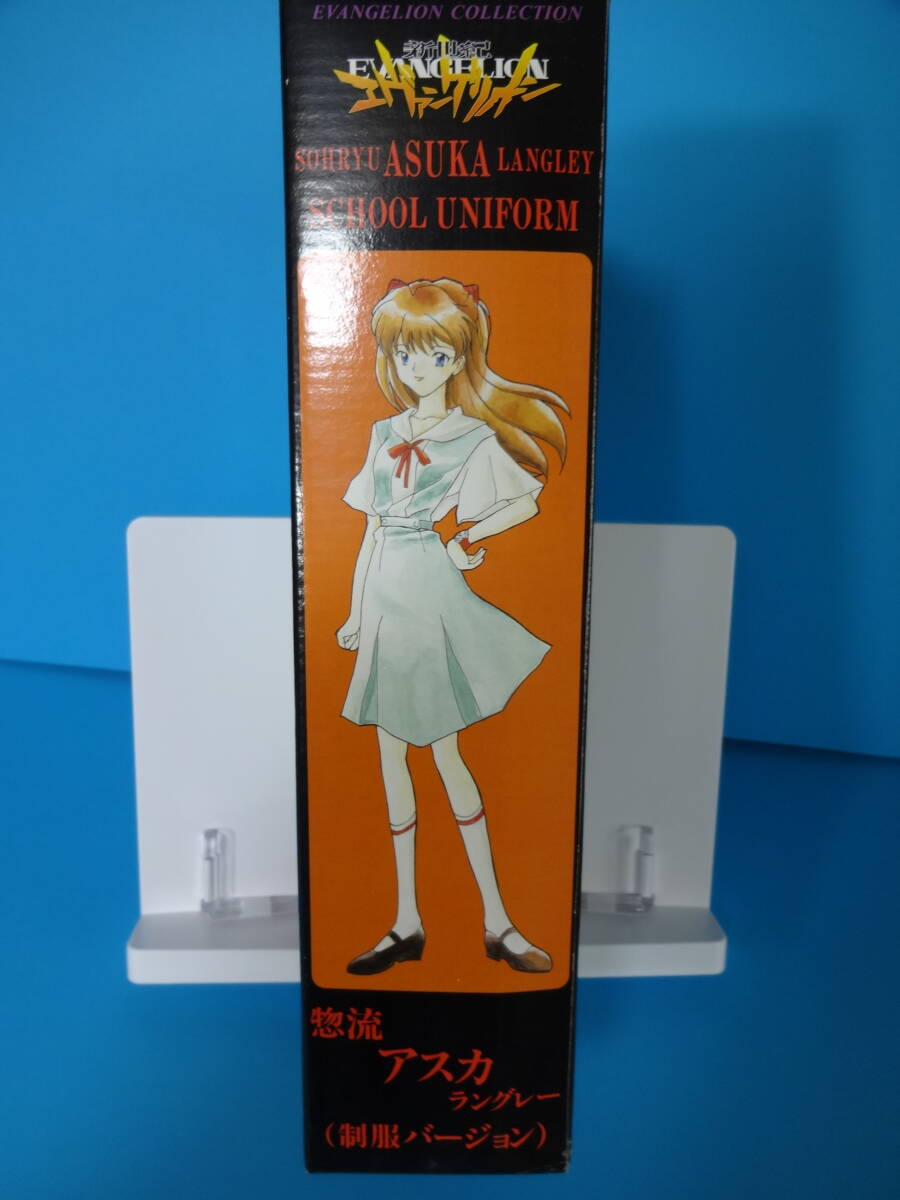 EVANGELION COLLECTION
新世紀
EVANGELION
エヴァンゲリオン
SOHRYU ASUKA LANGLEY
SCHOOL UNIFORM
惣流
アスカ
ラングレー
(制服バージョン)